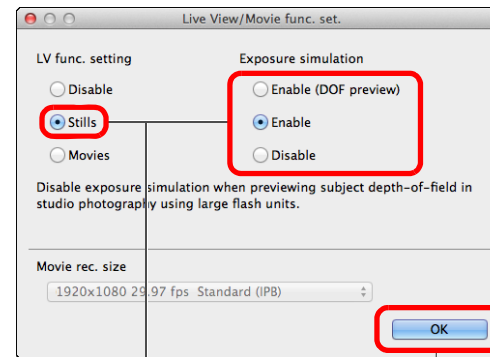 Live View/Movie func. set.
LV func. setting
Exposure simulation
Disable
Enable (DOF preview)
Stills
Enable
Movies
Disable
Disable exposure simulation when previewing subject depth-of-field in
studio photography using large flash units.
Movie rec. size
1920x1080 29.97 fps Standard (IPB)
OK